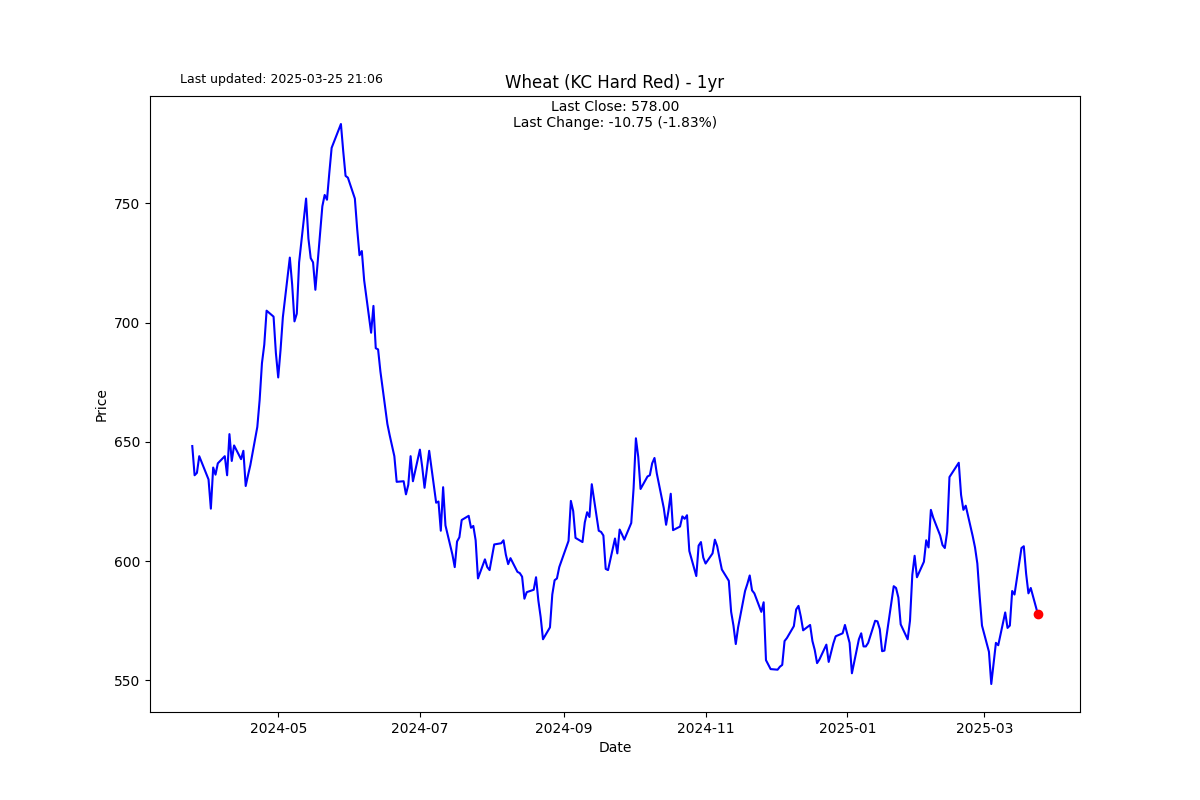 Last updated: 2025-03-25 21:06
Wheat (KC Hard Red) - 1yr
Last Close: 578.00
Last Change: -10.75 (-1.83%)
Price
750
700
650
600
550
2024-05
2024-07
2024-09
2024-11
2025-01
2025-03
Date